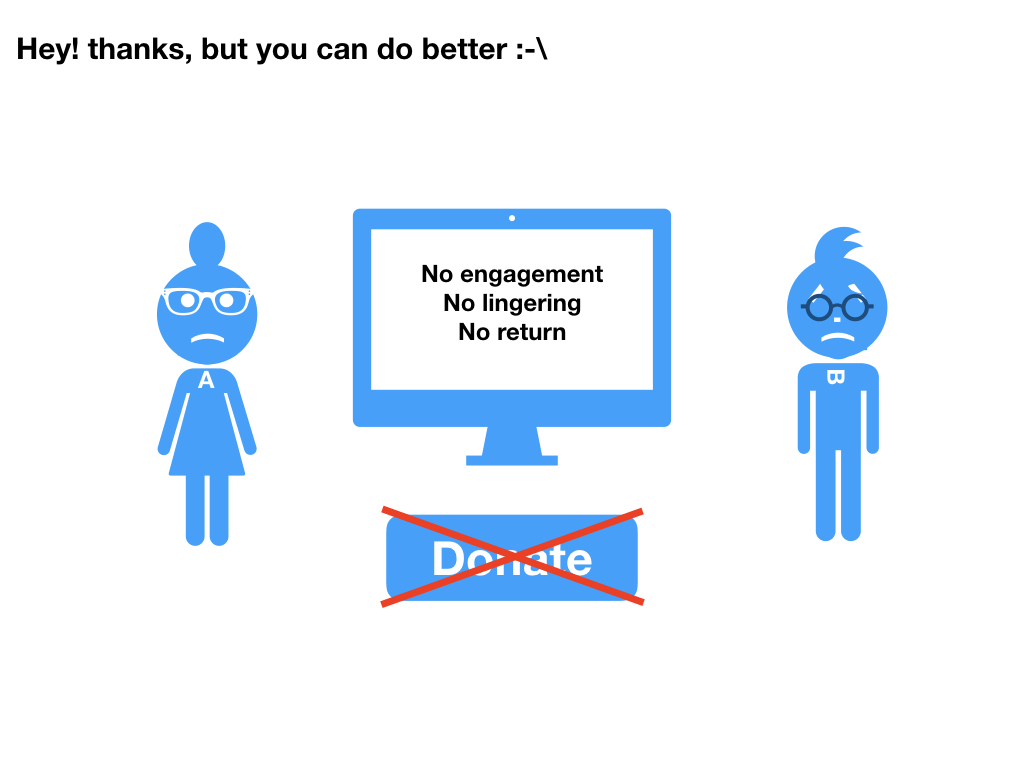 Hey! thanks, but you can do better :-\
No engagement
No lingering
No return
A
B
Donate